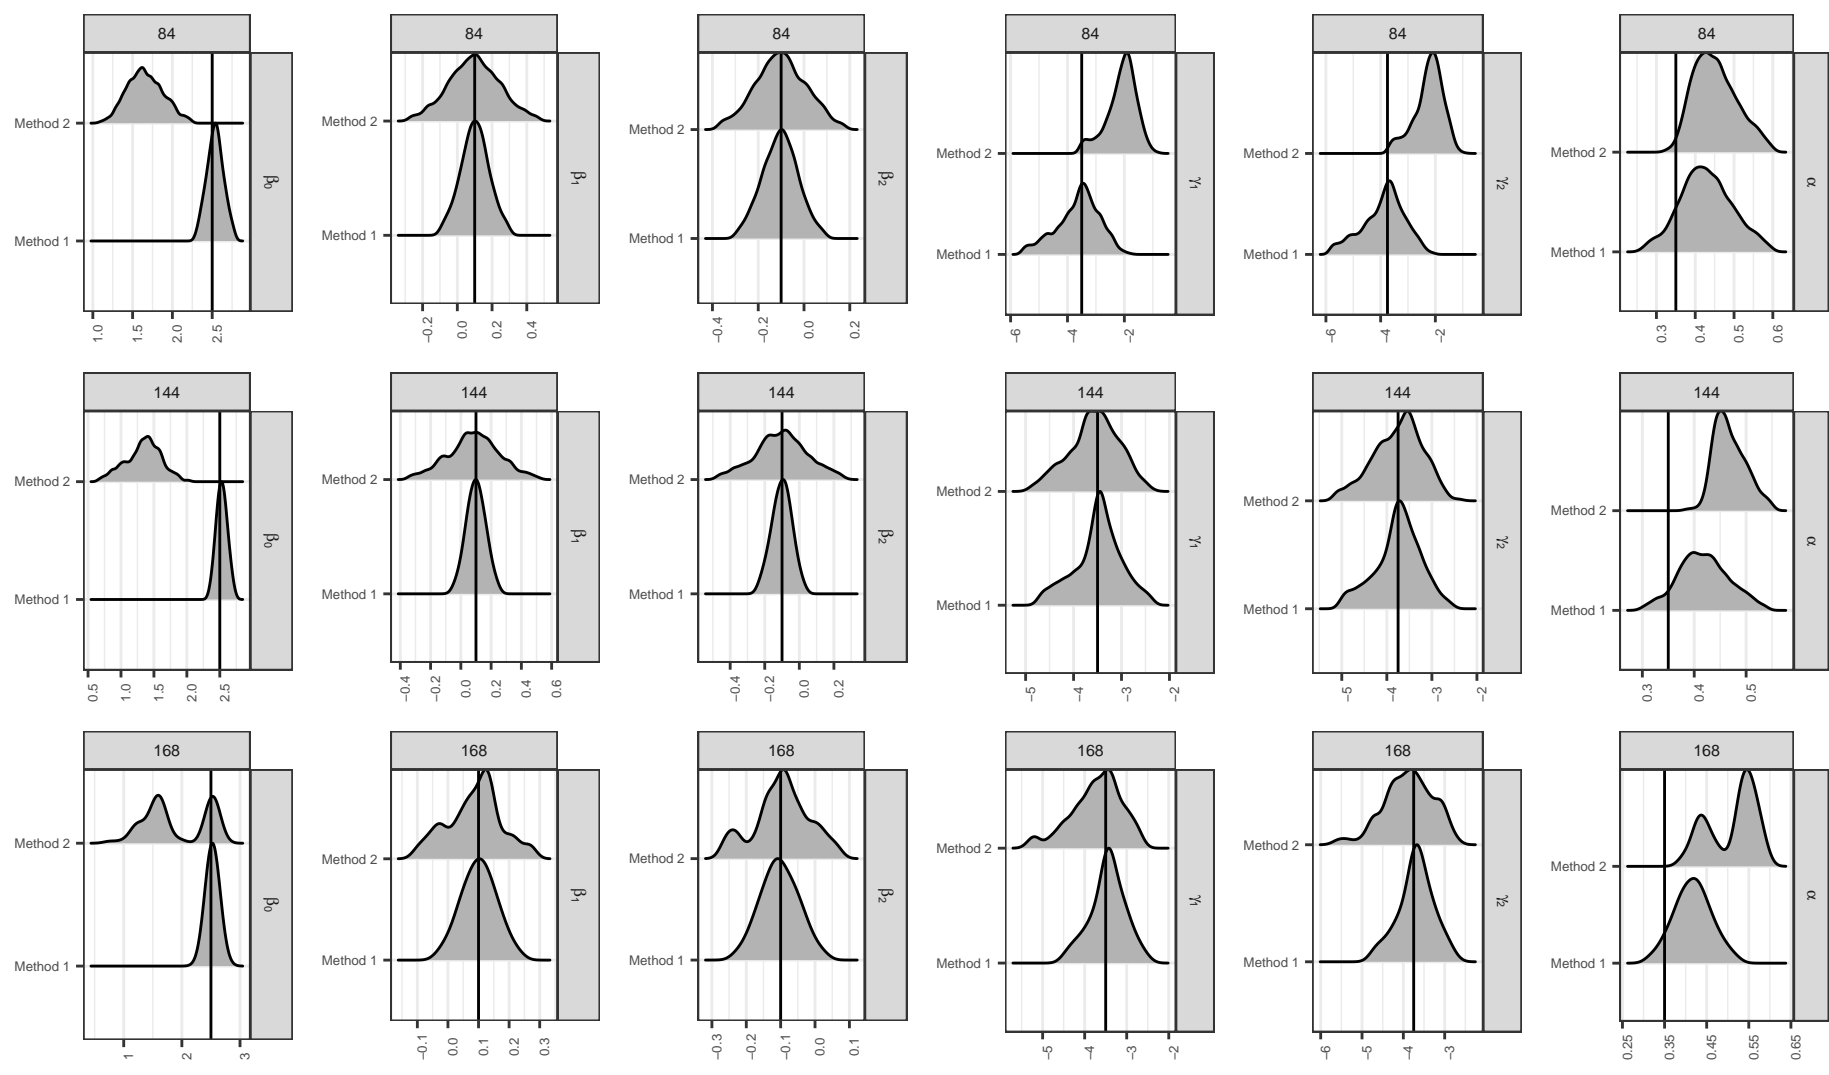 84 84 84 84 84 84
Method 2 Method 2 Method 2 Method 2 Method 2 Method 2
Method 1 Method 1 Method 1 Method 1 Method 1 Method 1
β0 β1 β2 γ1 γ2 α
1.0 1.5 2.0 2.5 −0.2 0.0 0.2 0.4 −0.4 −0.2 0.0 0.2 −6 −4 −2 −6 −4 −2 0.3 0.4 0.5 0.6
144 144 144 144 144 144
Method 2 Method 2 Method 2 Method 2 Method 2 Method 2
Method 1 Method 1 Method 1 Method 1 Method 1 Method 1
β0 β1 β2 γ1 γ2 α
0.5 1.0 1.5 2.0 2.5 −0.4 −0.2 0.0 0.2 0.4 0.6 −0.4 −0.2 0.0 0.2 −5 −4 −3 −2 −5 −4 −3 −2 0.3 0.4 0.5
168 168 168 168 168 168
Method 2 Method 2 Method 2 Method 2 Method 2 Method 2
Method 1 Method 1 Method 1 Method 1 Method 1 Method 1
β0 β1 β2 γ1 γ2 α
1 2 3 −0.1 0.0 0.1 0.2 0.3 −0.3 −0.2 −0.1 0.0 0.1 −5 −4 −3 −2 −6 −5 −4 −3 0.25 0.35 0.45 0.55 0.65